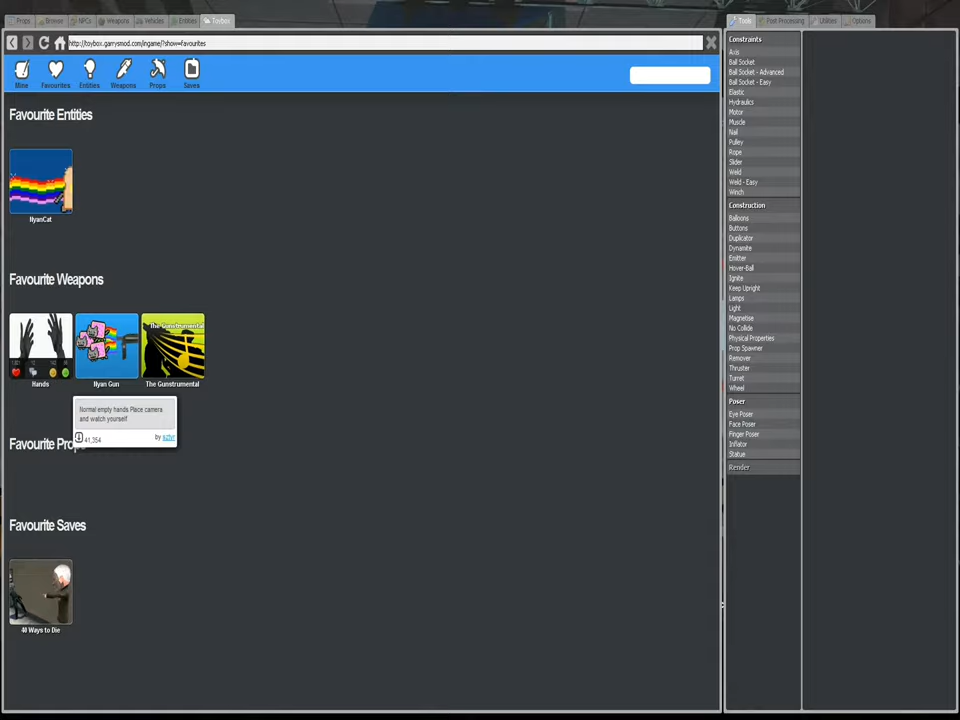 Props Browse NPCs Weapons Vehicles Entities Toybox
Tools Post Processing Utilities Options
http://toybox.garrysmod.com/ingame/?show=favourites
Mine Favourites Entities Weapons Props Saves
Favourite Entities
NyanCat
Favourite Weapons
The Gunstrumental
Hands Nyan Gun The Gunstrumental
Normal empty hands Place camera
and watch yourself
41,354 by
Favourite Props
Favourite Saves
40 Ways to Die
Constraints
Axis
Ball Socket
Ball Socket - Advanced
Ball Socket - Easy
Elastic
Hydraulics
Motor
Muscle
Nail
Pulley
Rope
Slider
Weld
Weld - Easy
Winch
Construction
Balloons
Buttons
Duplicator
Dynamite
Emitter
Hover-Ball
Ignite
Keep Upright
Lamps
Light
Magnetise
No Collide
Physical Properties
Prop Spawner
Remover
Thruster
Turret
Wheel
Poser
Eye Poser
Face Poser
Finger Poser
Inflator
Statue
Render